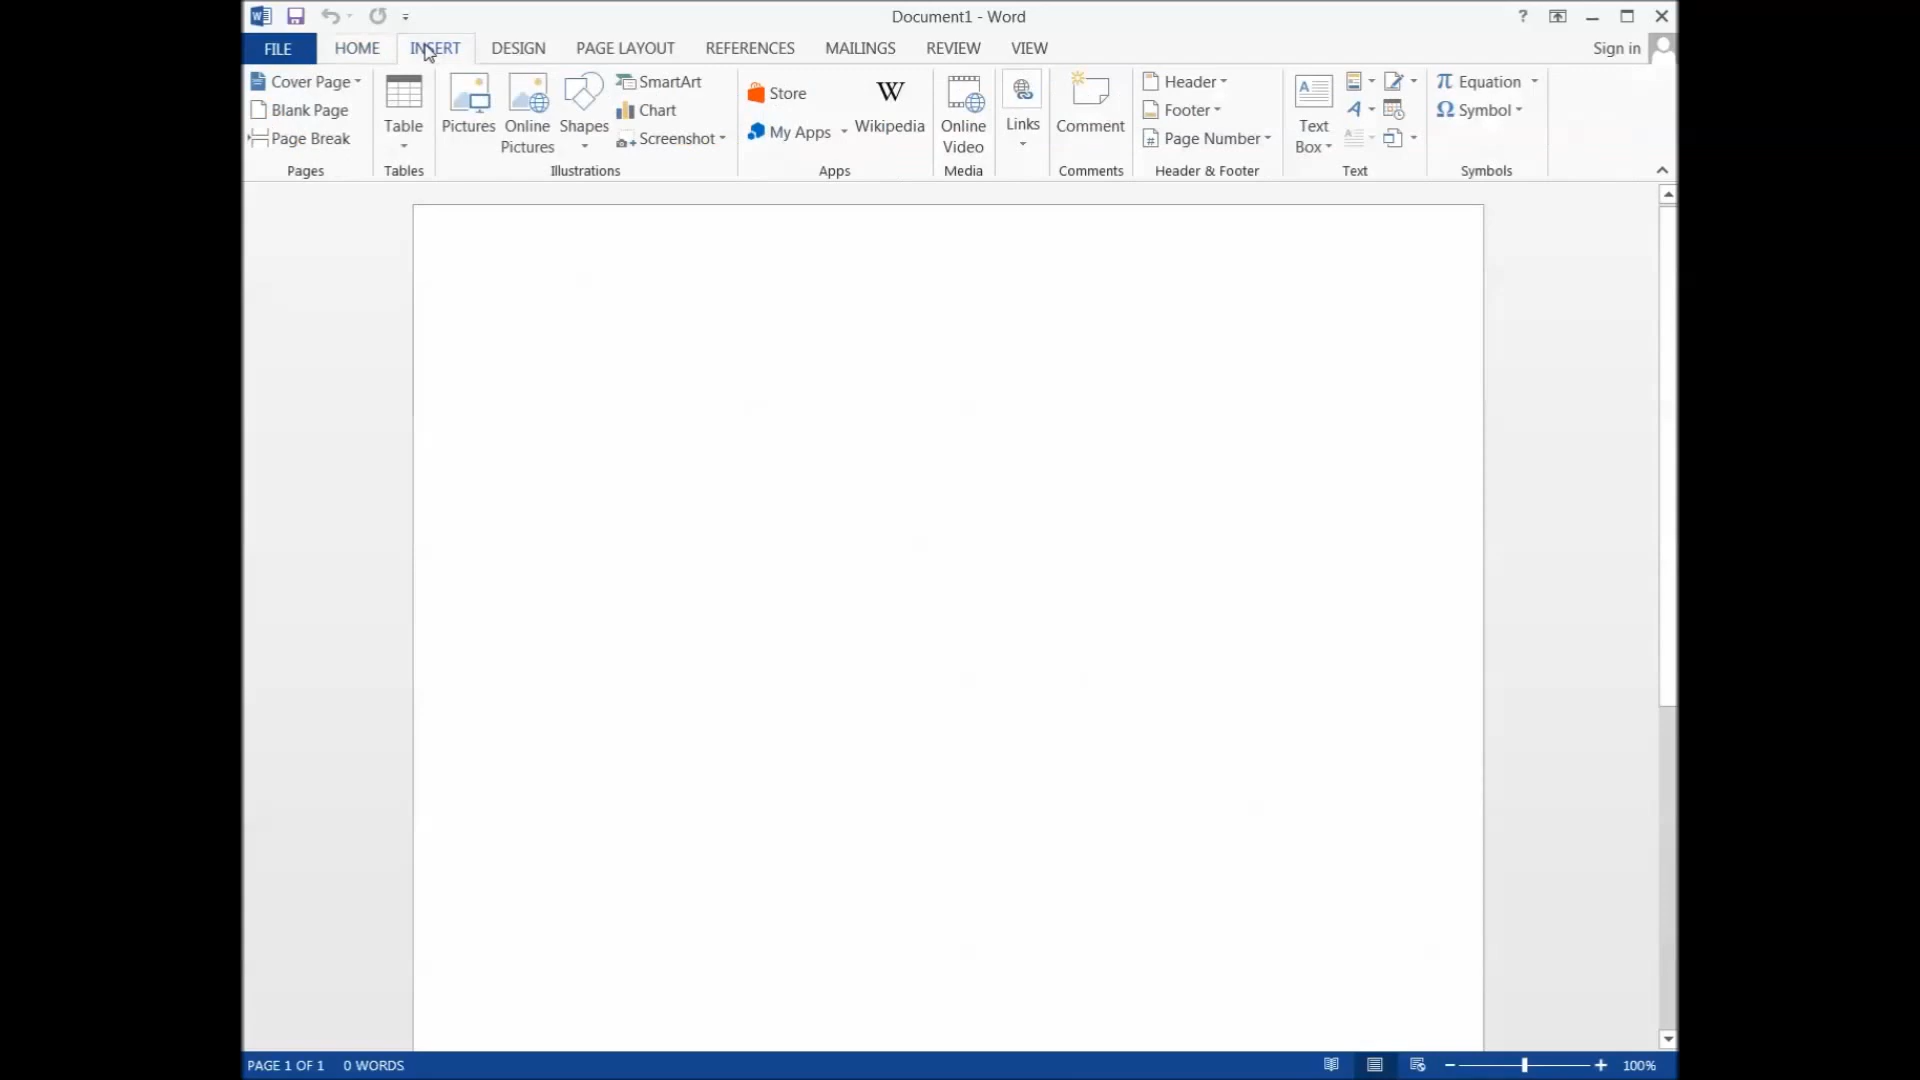 Document1 - Word
?
FILE HOME INSERT DESIGN PAGE LAYOUT REFERENCES MAILINGS REVIEW VIEW Sign in
Cover Page
Blank Page
Page Break
Pages
Table
Tables
Pictures
Online
Pictures
Shapes
SmartArt
Chart
Screenshot
Illustrations
Store
My Apps
W
Wikipedia
Apps
Online
Video
Media
Links
Comment
Comments
Header
Footer
# Page Number
Header & Footer
A
Text
Box
A
A
Text
π Equation
Ω Symbol
Symbols
PAGE 1 OF 1 0 WORDS
100%